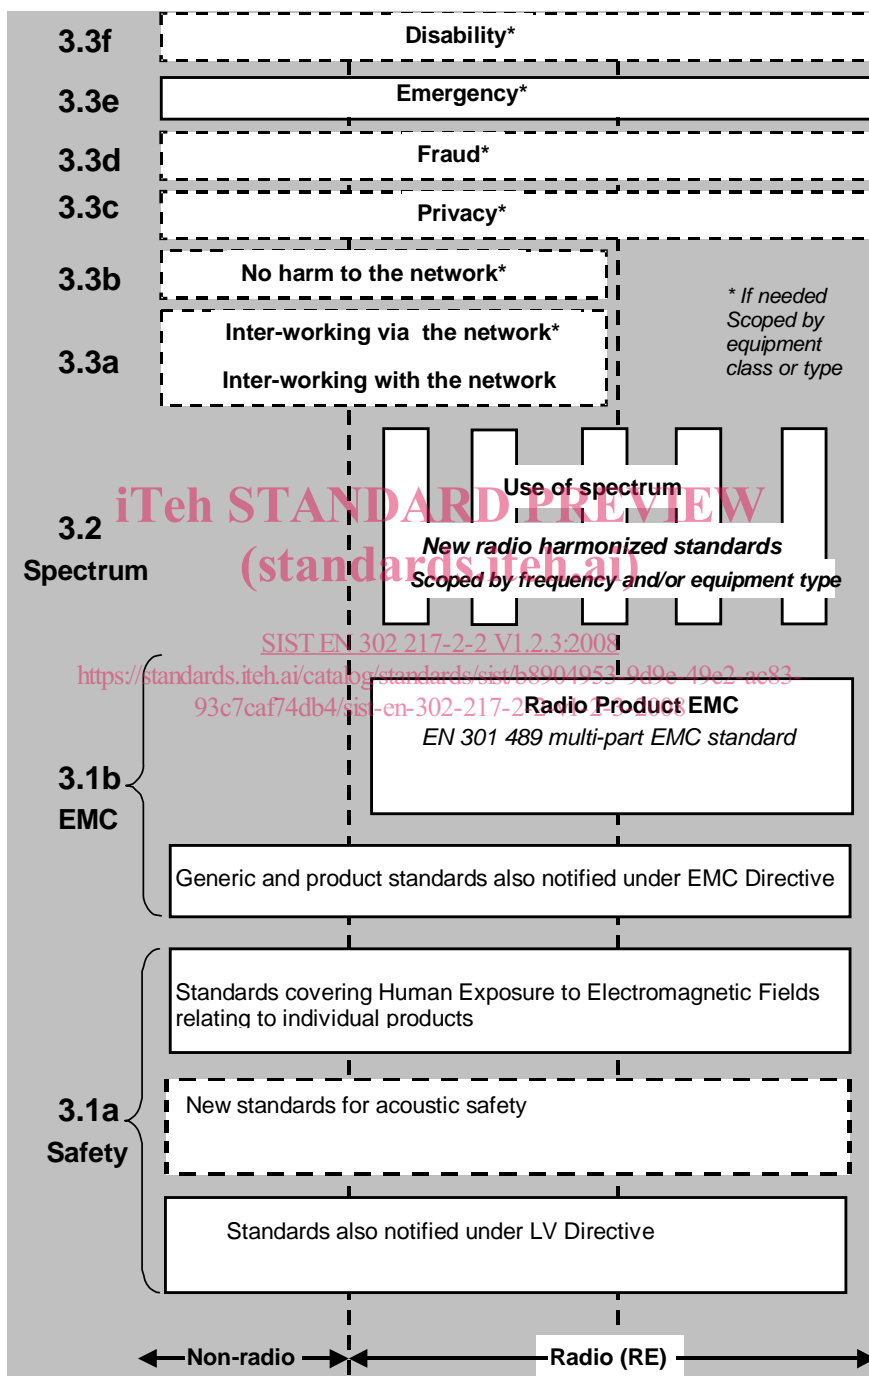 3.3f
Disability*
3.3e
Emergency*
3.3d
Fraud*
3.3c
Privacy*
3.3b
No harm to the network*
* If needed
Scoped by
equipment
class or type
3.3a
Inter-working via the network*
Inter-working with the network
Use of spectrum
iTeh STANDARD PREVIEW
3.2
Spectrum
New radio harmonized standards
(standards.iteh.ai)
Scoped by frequency and/or equipment type
SIST EN 302 217-2-2 V1.2.3:2008
https://standards.iteh.ai/catalog/standards/sist/b8904953-9d9c-49e2-ac83-
93c7caf74db4/sist-en-302-217-2-2-v1-2-3-2008
Radio Product EMC
EN 301 489 multi-part EMC standard
3.1b
EMC
Generic and product standards also notified under EMC Directive
Standards covering Human Exposure to Electromagnetic Fields
relating to individual products
3.1a
Safety
New standards for acoustic safety
Standards also notified under LV Directive
Non-radio
Radio (RE)